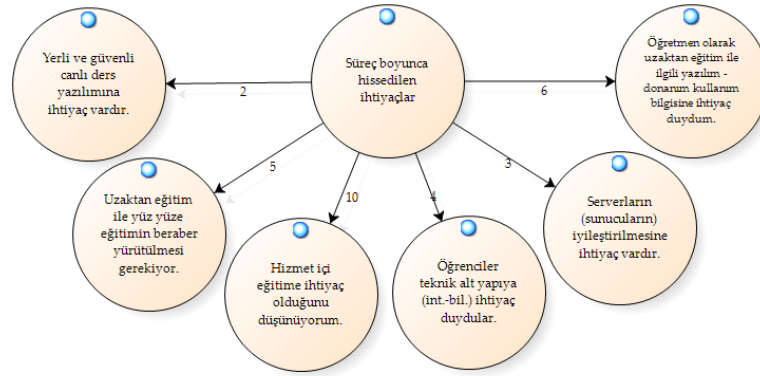 Yerli ve güvenli
canlı ders
yazılımına
ihtiyaç vardır.
Süreç boyunca
hissedilen
ihtiyaçlar
Öğretmen olarak
uzaktan eğitim ile
ilgili yazılım -
donanım kullanım
bilgisine ihtiyaç
duydum.
2
6
5
10
4
3
Uzaktan eğitim
ile yüz yüze
eğitimin beraber
yürütülmesi
gerekiyor.
Hizmet içi
eğitime ihtiyaç
olduğunu
düşünüyorum.
Öğrenciler
teknik alt yapıya
(int.-bil.) ihtiyaç
duydular.
Serverların
(sunucuların)
iyileştirilmesine
ihtiyaç vardır.